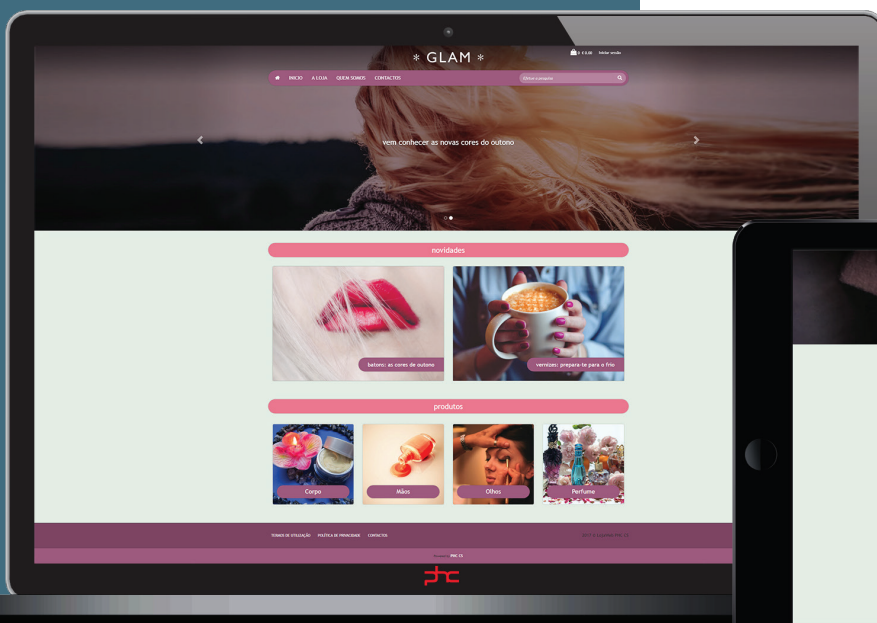 * GLAM *
0 € 0.00 Iniciar sessão
INICIO A LOJA QUEM SOMOS CONTACTOS
vem conhecer as novas cores do outono
novidades
batons: as cores de outono
vernizes: prepara-te para o frio
produtos
Corpo
Mãos
Olhos
Perfume
TERMOS DE UTILIZAÇÃO POLÍTICA DE PRIVACIDADE CONTACTOS
PHC CS
phc